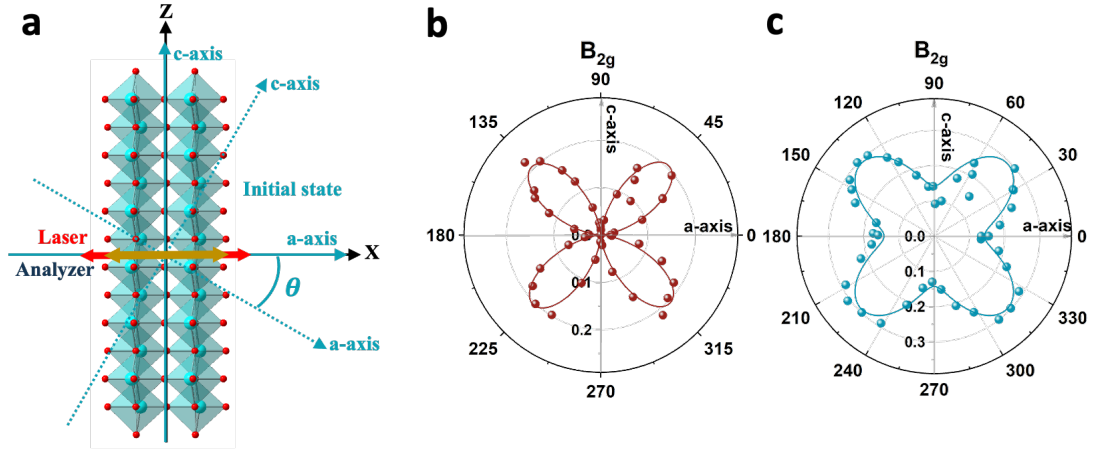 a
Z
c-axis
c-axis
Initial state
Laser
a-axis
X
Analyzer
θ
a-axis
b
B2g
90
c-axis
135
45
180
0.0
a-axis
0
0.1
0.2
225
315
270
c
B2g
90
c-axis
120
60
150
30
180
0.0
a-axis
0
0.1
0.2
0.3
210
330
240
300
270